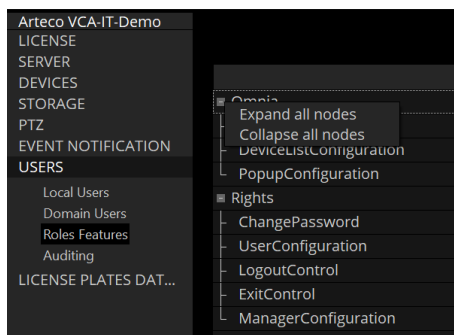 Arteco VCA-IT-Demo
LICENSE
SERVER
DEVICES
STORAGE
PTZ
EVENT NOTIFICATION
USERS
Local Users
Domain Users
Roles Features
Auditing
LICENSE PLATES DAT...
Omnia
Expand all nodes
Collapse all nodes
DeviceListConfiguration
PopupConfiguration
Rights
ChangePassword
UserConfiguration
LogoutControl
ExitControl
ManagerConfiguration